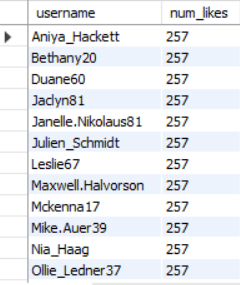 username num_likes
Aniya_Hackett 257
Bethany20 257
Duane60 257
Jaclyn81 257
Janelle.Nikolaus81 257
Julien_Schmidt 257
Leslie67 257
Maxwell.Halvorson 257
Mckenna17 257
Mike.Auer39 257
Nia_Haag 257
Ollie_Ledner37 257